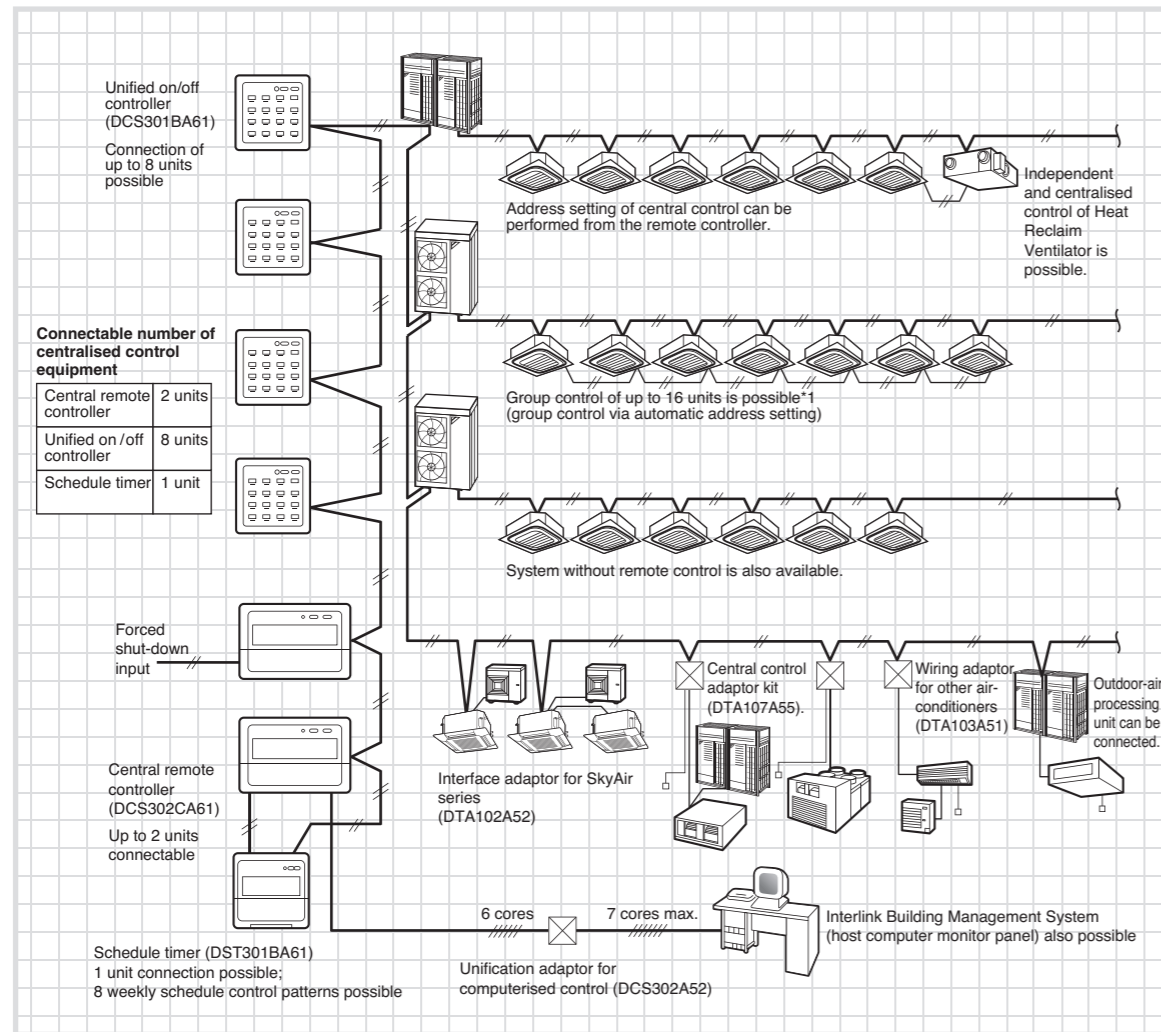 Unified on/off
controller
(DCS301BA61)
Connection of
up to 8 units
possible
Independent
and centralised
control of Heat
Reclaim
Ventilator is
possible.
Address setting of central control can be
performed from the remote controller.
Connectable number of
centralised control
equipment
Central remote
controller
2 units
Unified on/off
controller
8 units
Schedule timer
1 unit
Group control of up to 16 units is possible*1
(group control via automatic address setting)
System without remote control is also available.
Forced
shut-down
input
Central control
adaptor kit
(DTA107A55).
Wiring adaptor
for other air-
conditioners
(DTA103A51)
Outdoor-air
processing
unit can be
connected.
Interface adaptor for SkyAir
series
(DTA102A52)
Central remote
controller
(DCS302CA61)
Up to 2 units
connectable
6 cores
7 cores max.
Interlink Building Management System
(host computer monitor panel) also possible
Schedule timer (DST301BA61)
1 unit connection possible;
8 weekly schedule control patterns possible
Unification adaptor for
computerised control (DCS302A52)